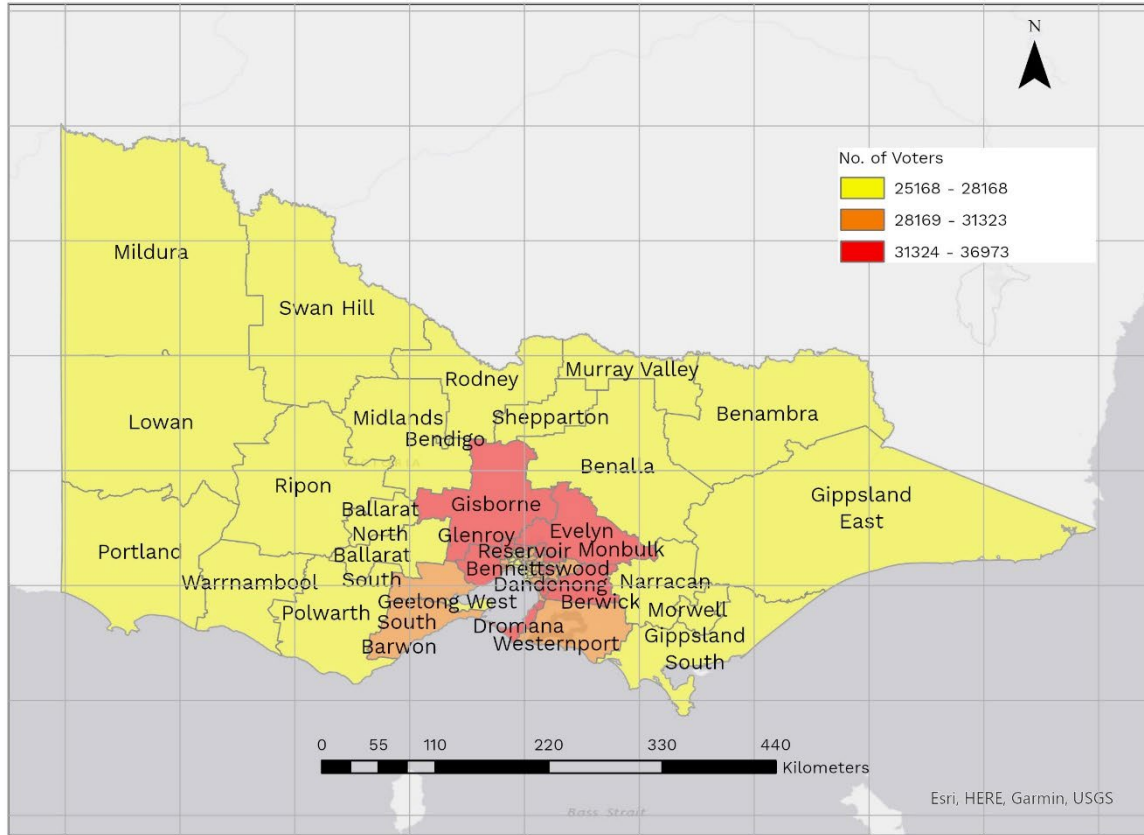 N
No. of Voters
25168 - 28168
28169 - 31323
31324 - 36973
Mildura
Swan Hill
Rodney
Murray Valley
Lowan
Midlands
Shepparton
Benambra
Bendigo
VICTORIA
Benalla
Ripon
Gippsland
East
Ballarat
North
Gisborne
Glenroy
Evelyn
Portland
Ballarat
South
Reservoir
Monbulk
Bennettswood
Warrnambool
Dandenong
Narracan
Polwarth
Geelong West
South
Berwick
Morwell
Barwon
Dromana
Westernport
Gippsland
South
0 55 110 220 330 440
Kilometers
Bass Strait
Esri, HERE, Garmin, USGS